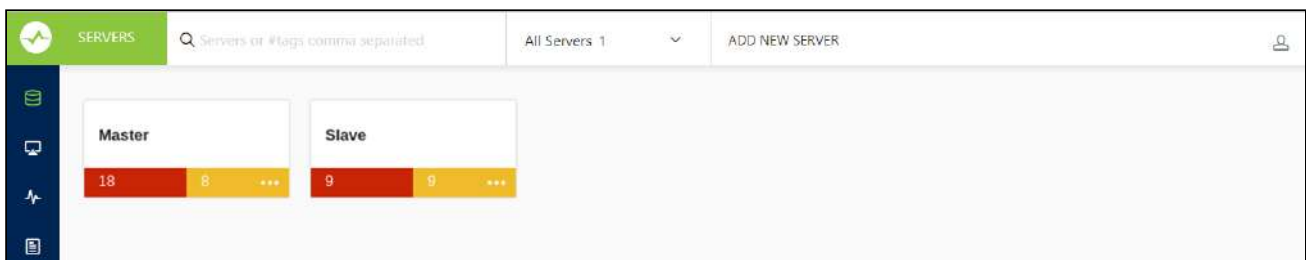 SERVERS Servers or #tags comma separated All Servers 1 ADD NEW SERVER
Master Slave
18 8 ••• 9 9 •••